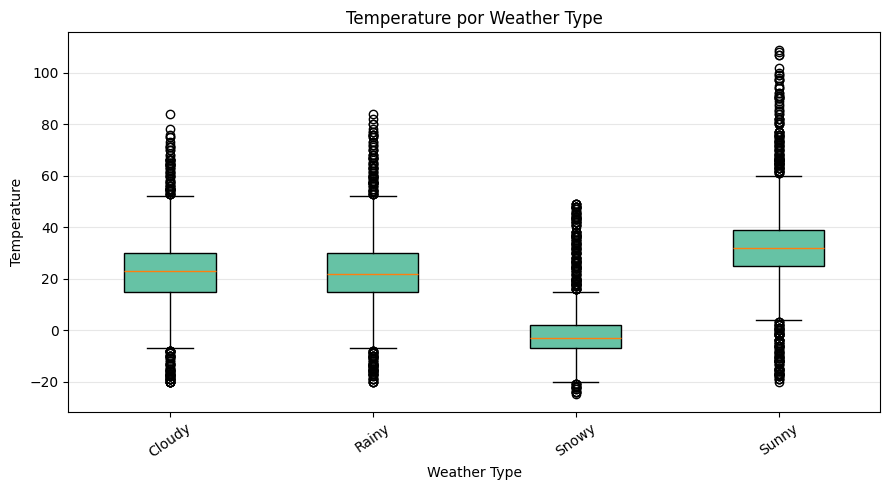 Temperature por Weather Type
Temperature
100
80
60
40
20
0
−20
Cloudy
Rainy
Snowy
Sunny
Weather Type